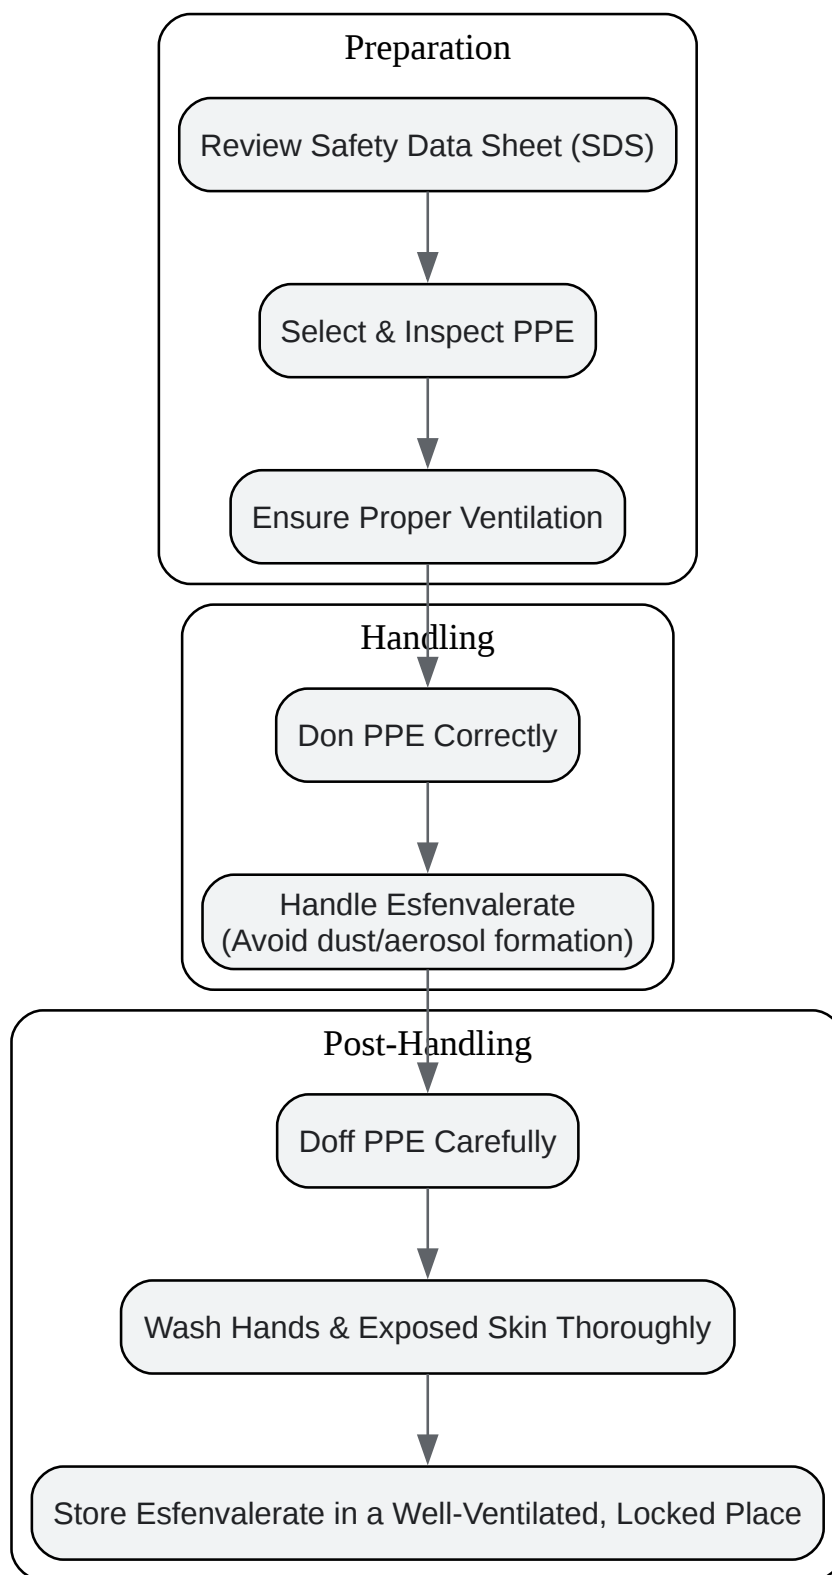 Preparation
Review Safety Data Sheet (SDS)
Select & Inspect PPE
Ensure Proper Ventilation
Handling
Don PPE Correctly
Handle Esfenvalerate
(Avoid dust/aerosol formation)
Post-Handling
Doff PPE Carefully
Wash Hands & Exposed Skin Thoroughly
Store Esfenvalerate in a Well-Ventilated, Locked Place